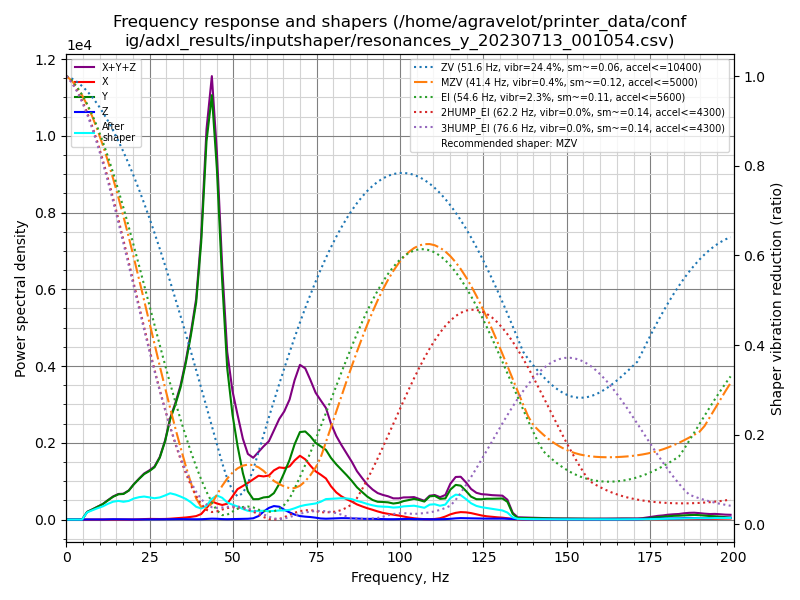 Frequency response and shapers (/home/agravelot/printer_data/conf
ig/adxl_results/inputshaper/resonances_y_20230713_001054.csv)
1e4
X+Y+Z
X
Y
Z
After
shaper
ZV (51.6 Hz, vibr=24.4%, sm~=0.06, accel<=10400)
MZV (41.4 Hz, vibr=0.4%, sm~=0.12, accel<=5000)
EI (54.6 Hz, vibr=2.3%, sm~=0.11, accel<=5600)
2HUMP_EI (62.2 Hz, vibr=0.0%, sm~=0.14, accel<=4300)
3HUMP_EI (76.6 Hz, vibr=0.0%, sm~=0.14, accel<=4300)
Recommended shaper: MZV
Power spectral density
1.2
1.0
0.8
0.6
0.4
0.2
0.0
1.0
0.8
0.6
0.4
0.2
0.0
Shaper vibration reduction (ratio)
0 25 50 75 100 125 150 175 200
Frequency, Hz